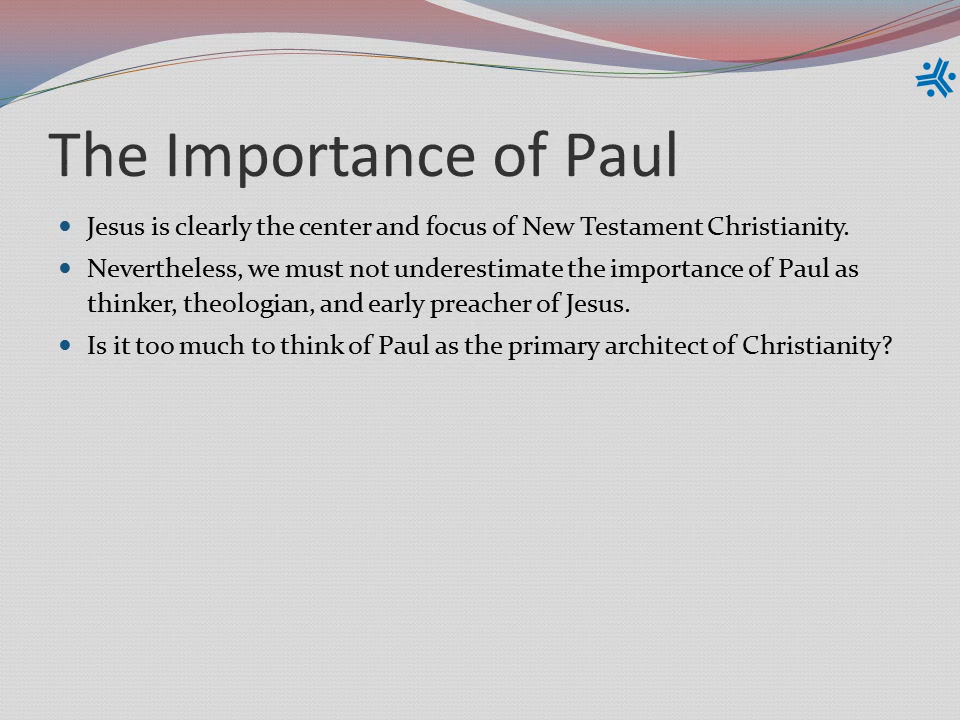 The Importance of Paul
Jesus is clearly the center and focus of New Testament Christianity.
Nevertheless, we must not underestimate the importance of Paul as
thinker, theologian, and early preacher of Jesus.
Is it too much to think of Paul as the primary architect of Christianity?